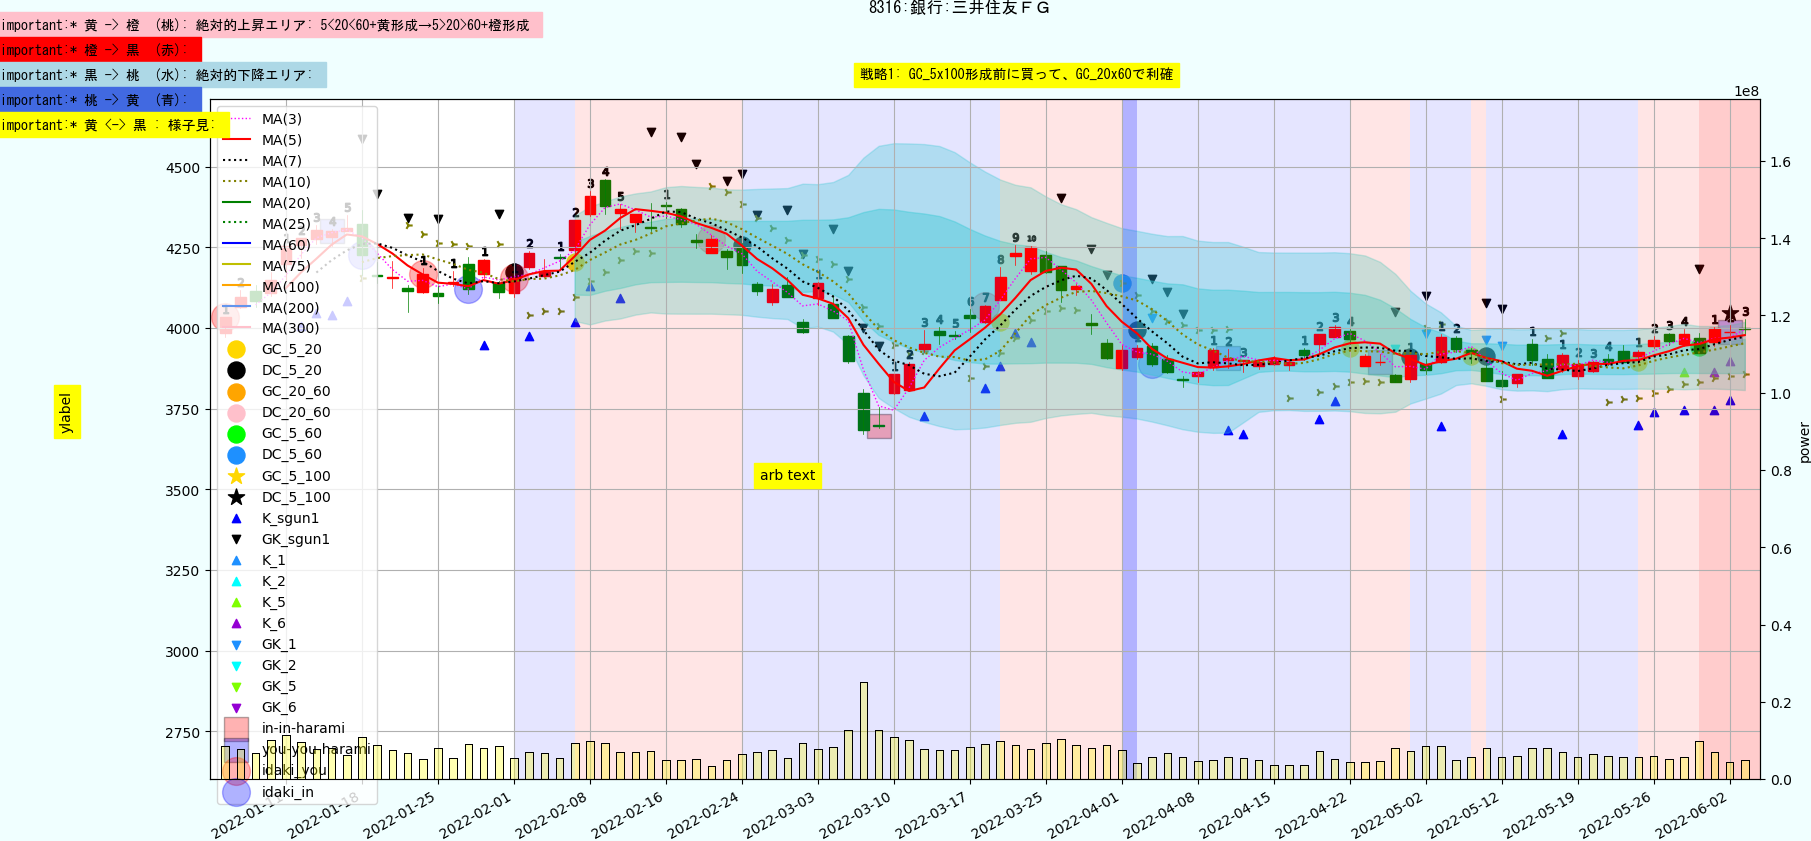 8316:銀行:三井住友ＦＧ
important:* 黄 -> 橙 (桃): 絶対的上昇エリア: 5<20<60+黄形成→5>20>60+橙形成
important:* 橙 -> 黒 (赤):
important:* 黒 -> 桃 (水): 絶対的下降エリア:
important:* 桃 -> 黄 (青):
important:* 黄 <-> 黒 : 様子見:
戦略1: GC_5x100形成前に買って、GC_20x60で利確
1e8
MA(3)
MA(5)
MA(7)
MA(10)
MA(20)
MA(25)
MA(60)
MA(75)
MA(100)
MA(200)
MA(300)
GC_5_20
DC_5_20
GC_20_60
DC_20_60
GC_5_60
DC_5_60
GC_5_100
DC_5_100
K_sgun1
GK_sgun1
K_1
K_2
K_5
K_6
GK_1
GK_2
GK_5
GK_6
in-in-harami
you-you-harami
idaki_you
idaki_in
4500
4250
4000
3750
3500
3250
3000
2750
ylabel
arb text
1.6
1.4
1.2
1.0
0.8
0.6
0.4
0.2
0.0
power
2022-01-11
2022-01-18
2022-01-25
2022-02-01
2022-02-08
2022-02-16
2022-02-24
2022-03-03
2022-03-10
2022-03-17
2022-03-25
2022-04-01
2022-04-08
2022-04-15
2022-04-22
2022-05-02
2022-05-12
2022-05-19
2022-05-26
2022-06-02